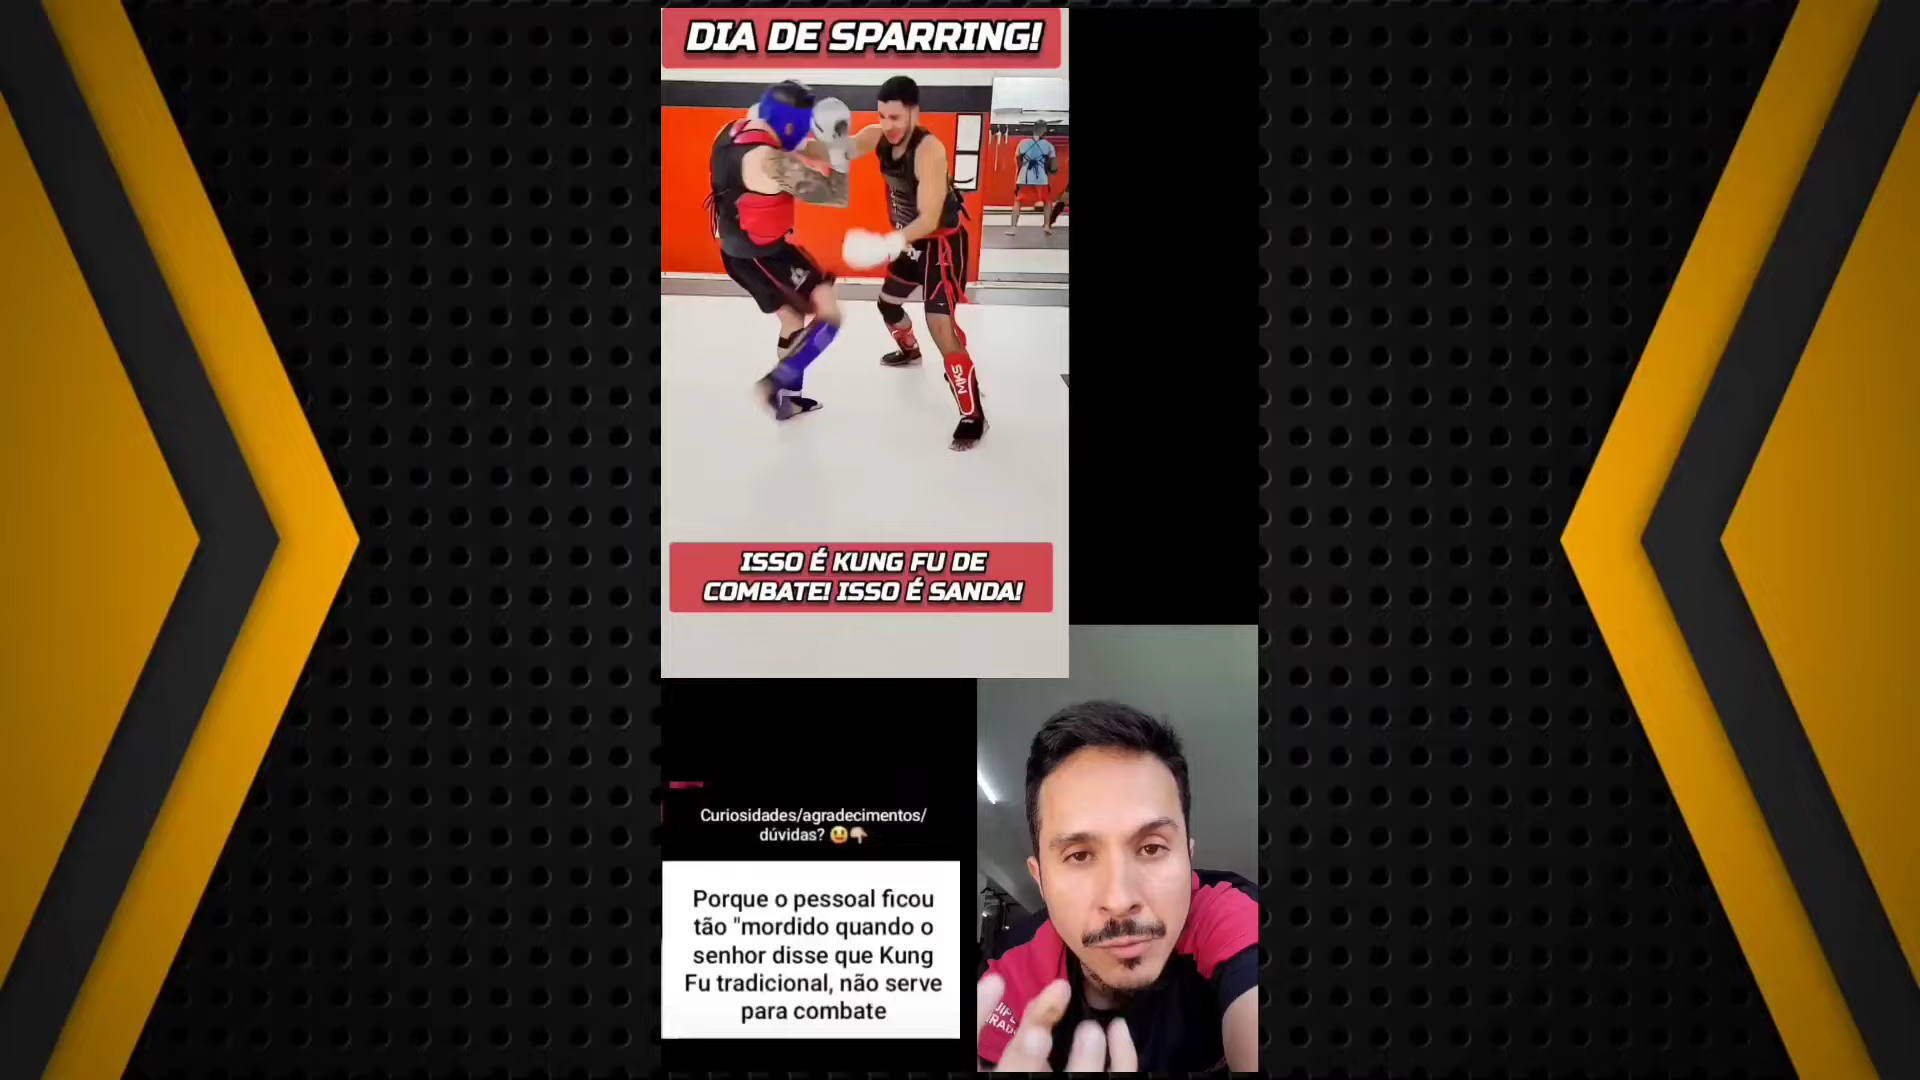 DIA DE SPARRING!
MKS
ISSO É KUNG FU DE
COMBATE! ISSO É SANDA!
Curiosidades/agradecimentos/
dúvidas? 😃👇🏼
Porque o pessoal ficou
tão "mordido quando o
senhor disse que Kung
Fu tradicional, não serve
para combate